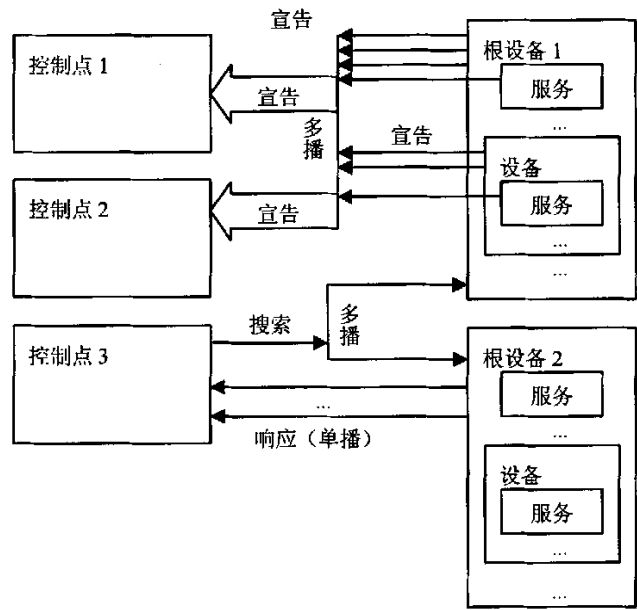 宣告
控制点 1
根设备 1
服务
...
宣告
多播
宣告
设备
服务
...
...
控制点 2
宣告
搜索
多播
控制点 3
根设备 2
服务
...
...
响应（单播）
设备
服务
...
...